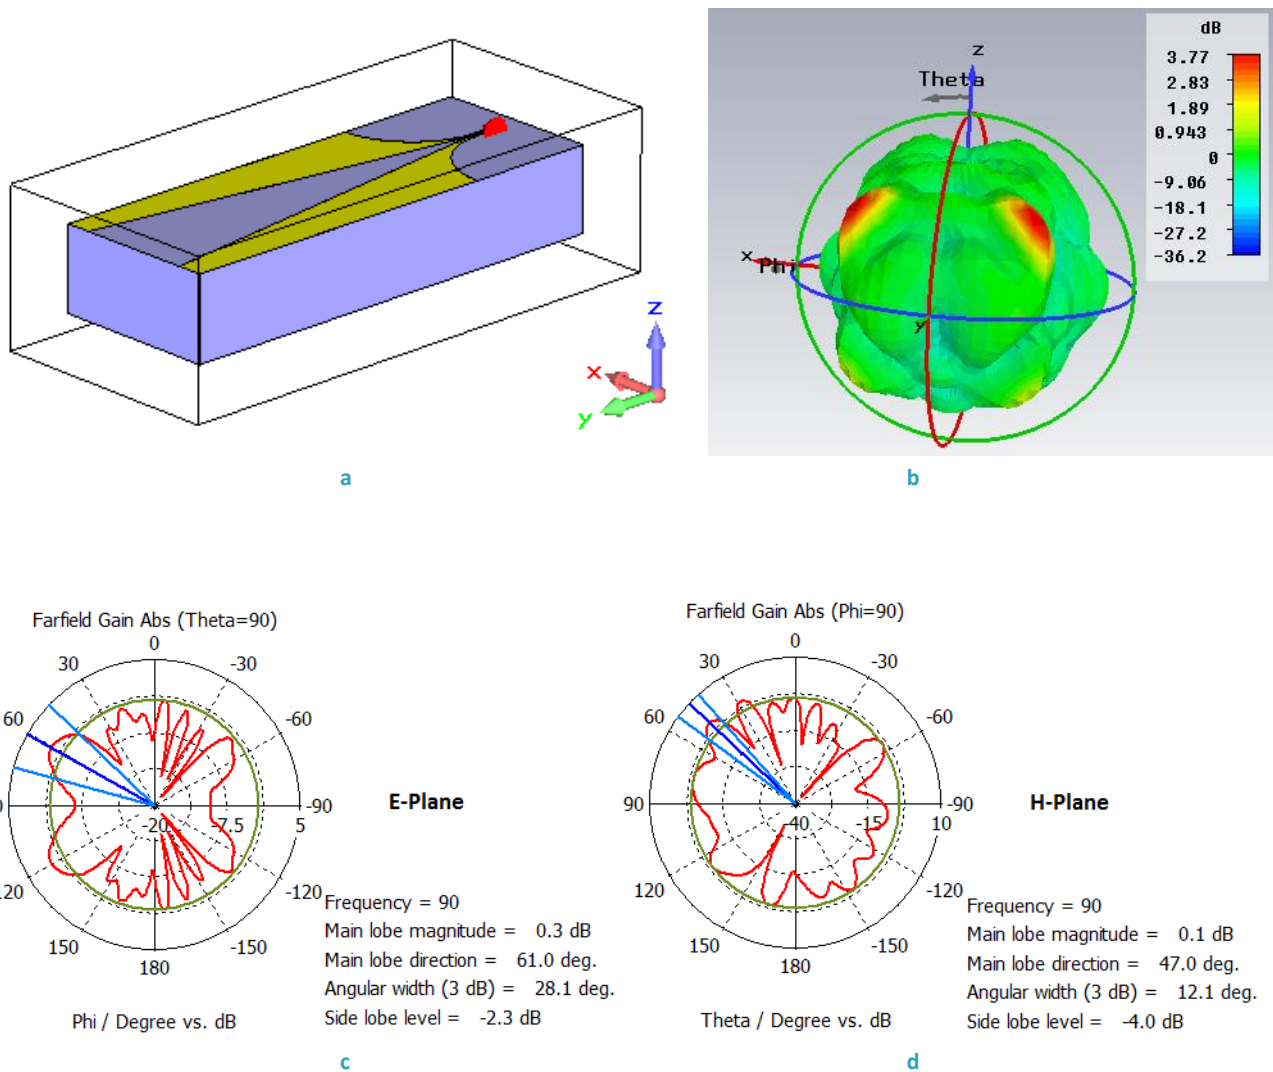 z
x
y
a
dB
3.77
2.83
1.89
0.943
0
-9.06
-18.1
-27.2
-36.2
z
Theta
x
Phi
y
b
Farfield Gain Abs (Theta=90)
0
30
-30
60
-60
0
-90
-20
-7.5
5
120
-120
150
-150
180
E-Plane
Frequency = 90
Main lobe magnitude = 0.3 dB
Main lobe direction = 61.0 deg.
Angular width (3 dB) = 28.1 deg.
Side lobe level = -2.3 dB
Phi / Degree vs. dB
c
Farfield Gain Abs (Phi=90)
0
30
-30
60
-60
90
-90
-40
-15
10
120
-120
150
-150
180
H-Plane
Frequency = 90
Main lobe magnitude = 0.1 dB
Main lobe direction = 47.0 deg.
Angular width (3 dB) = 12.1 deg.
Side lobe level = -4.0 dB
Theta / Degree vs. dB
d